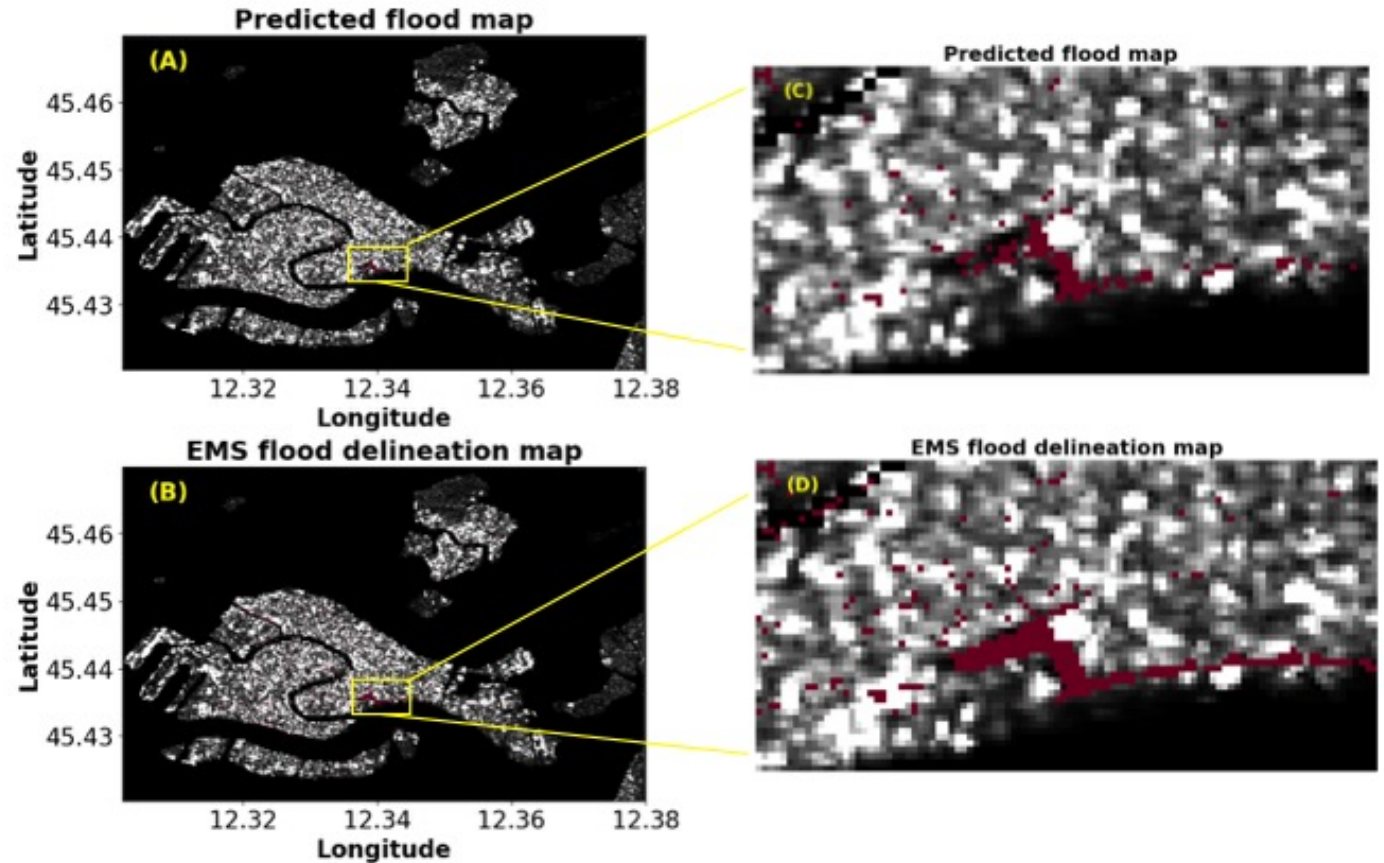 Predicted flood map
(A)
45.46
45.45
45.44
45.43
Latitude
12.32 12.34 12.36 12.38
Longitude
Predicted flood map
(C)
EMS flood delineation map
(B)
45.46
45.45
45.44
45.43
Latitude
12.32 12.34 12.36 12.38
Longitude
EMS flood delineation map
(D)